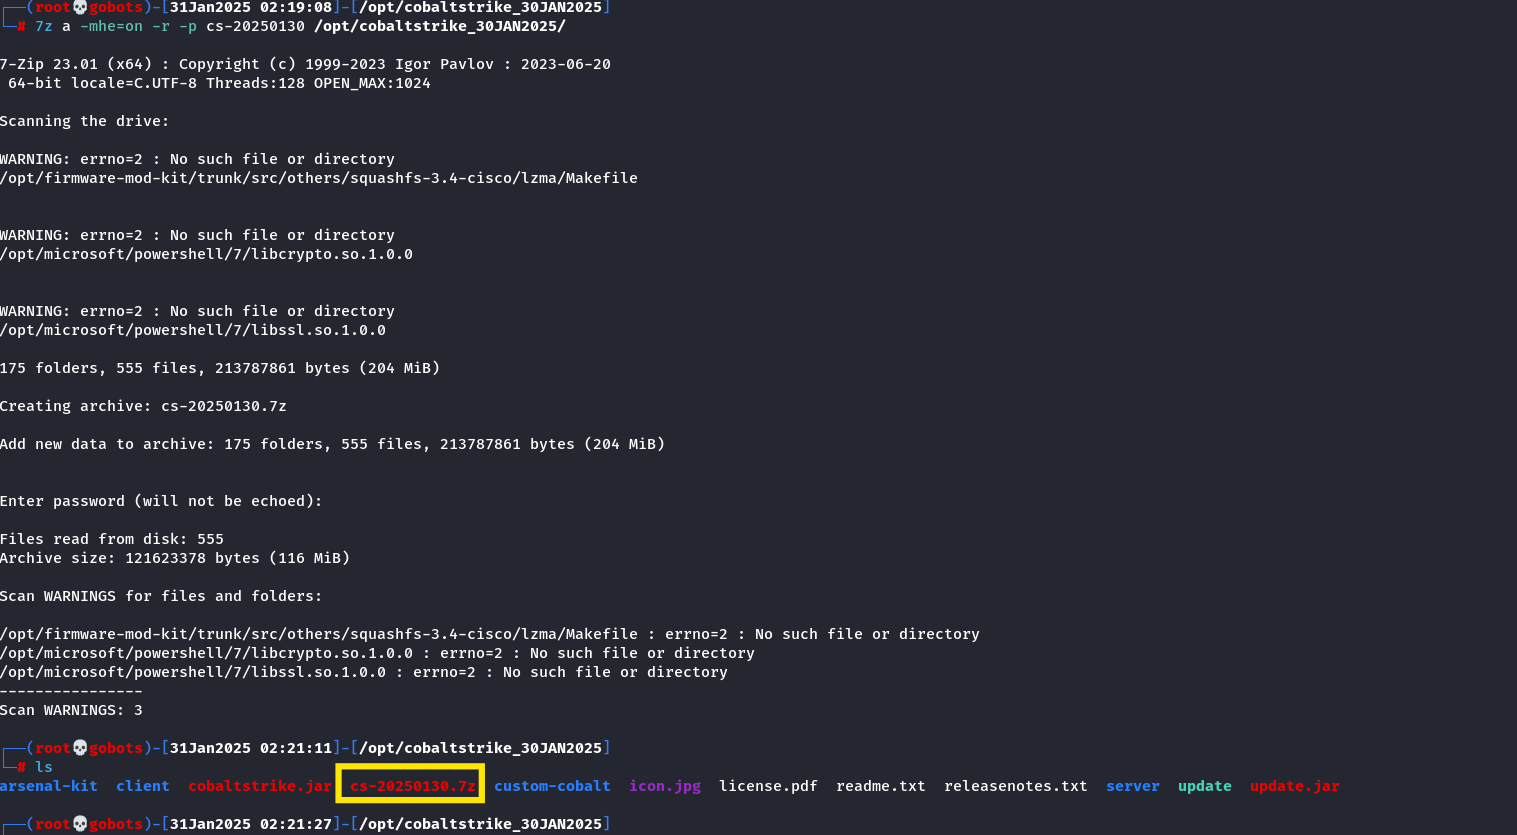 ┌──(root💀gobots)-[31Jan2025 02:19:08]-[/opt/cobaltstrike_30JAN2025]
└─# 7z a -mhe=on -r -p cs-20250130 /opt/cobaltstrike_30JAN2025/
7-Zip 23.01 (x64) : Copyright (c) 1999-2023 Igor Pavlov : 2023-06-20
64-bit locale=C.UTF-8 Threads:128 OPEN_MAX:1024
Scanning the drive:
WARNING: errno=2 : No such file or directory
/opt/firmware-mod-kit/trunk/src/others/squashfs-3.4-cisco/lzma/Makefile
WARNING: errno=2 : No such file or directory
/opt/microsoft/powershell/7/libcrypto.so.1.0.0
WARNING: errno=2 : No such file or directory
/opt/microsoft/powershell/7/libssl.so.1.0.0
175 folders, 555 files, 213787861 bytes (204 MiB)
Creating archive: cs-20250130.7z
Add new data to archive: 175 folders, 555 files, 213787861 bytes (204 MiB)
Enter password (will not be echoed):
Files read from disk: 555
Archive size: 121623378 bytes (116 MiB)
Scan WARNINGS for files and folders:
/opt/firmware-mod-kit/trunk/src/others/squashfs-3.4-cisco/lzma/Makefile : errno=2 : No such file or directory
/opt/microsoft/powershell/7/libcrypto.so.1.0.0 : errno=2 : No such file or directory
/opt/microsoft/powershell/7/libssl.so.1.0.0 : errno=2 : No such file or directory
----------------
Scan WARNINGS: 3
┌──(root💀gobots)-[31Jan2025 02:21:11]-[/opt/cobaltstrike_30JAN2025]
└─# ls
arsenal-kit client cobaltstrike.jar cs-20250130.7z custom-cobalt icon.jpg license.pdf readme.txt releasenotes.txt server update update.jar
┌──(root💀gobots)-[31Jan2025 02:21:27]-[/opt/cobaltstrike_30JAN2025]